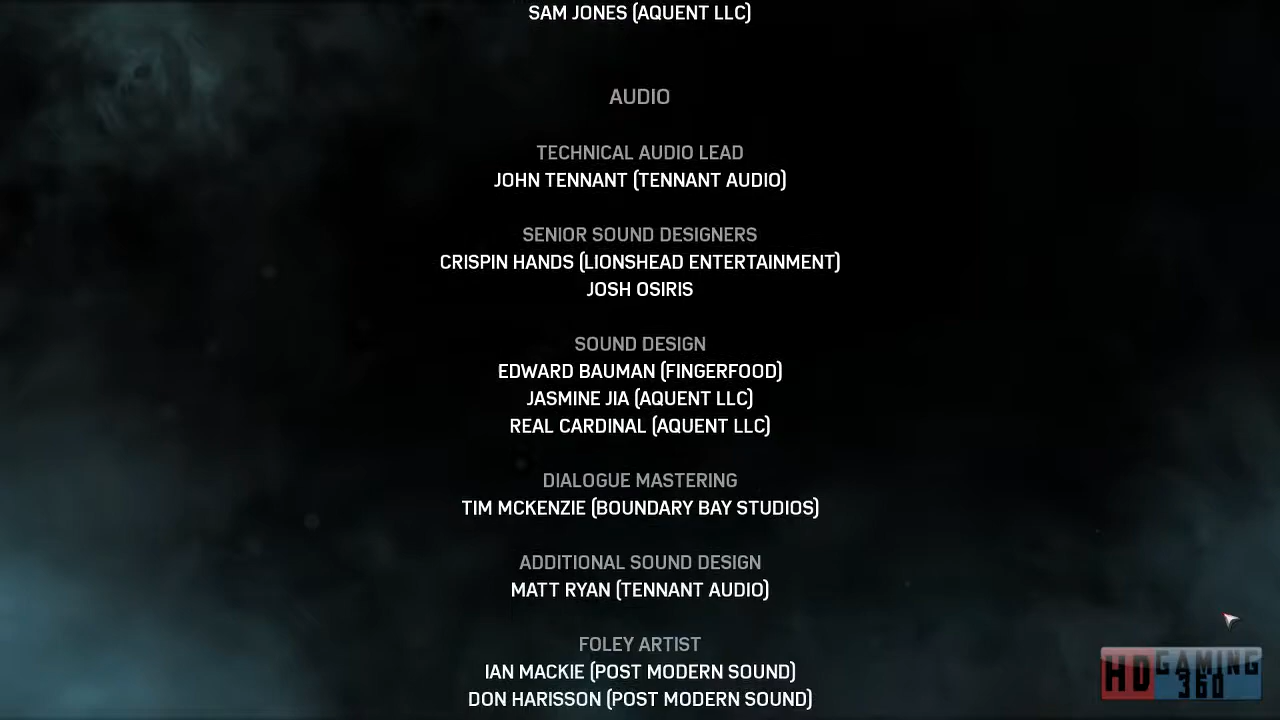 SAM JONES (AQUENT LLC)
AUDIO
TECHNICAL AUDIO LEAD
JOHN TENNANT (TENNANT AUDIO)
SENIOR SOUND DESIGNERS
CRISPIN HANDS (LIONSHEAD ENTERTAINMENT)
JOSH OSIRIS
SOUND DESIGN
EDWARD BAUMAN (FINGERFOOD)
JASMINE JIA (AQUENT LLC)
REAL CARDINAL (AQUENT LLC)
DIALOGUE MASTERING
TIM MCKENZIE (BOUNDARY BAY STUDIOS)
ADDITIONAL SOUND DESIGN
MATT RYAN (TENNANT AUDIO)
FOLEY ARTIST
IAN MACKIE (POST MODERN SOUND)
DON HARISSON (POST MODERN SOUND)
HD GAMING
360